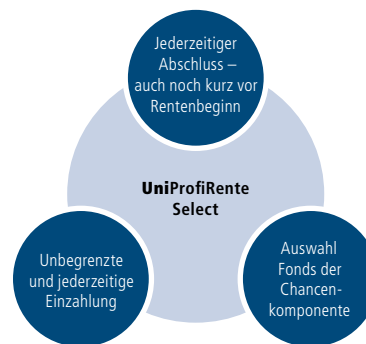 Jederzeitiger
Abschluss –
auch noch kurz vor
Rentenbeginn
UniProfiRente
Select
Unbegrenzte
und jederzeitige
Einzahlung
Auswahl
Fonds der
Chancen-
komponente